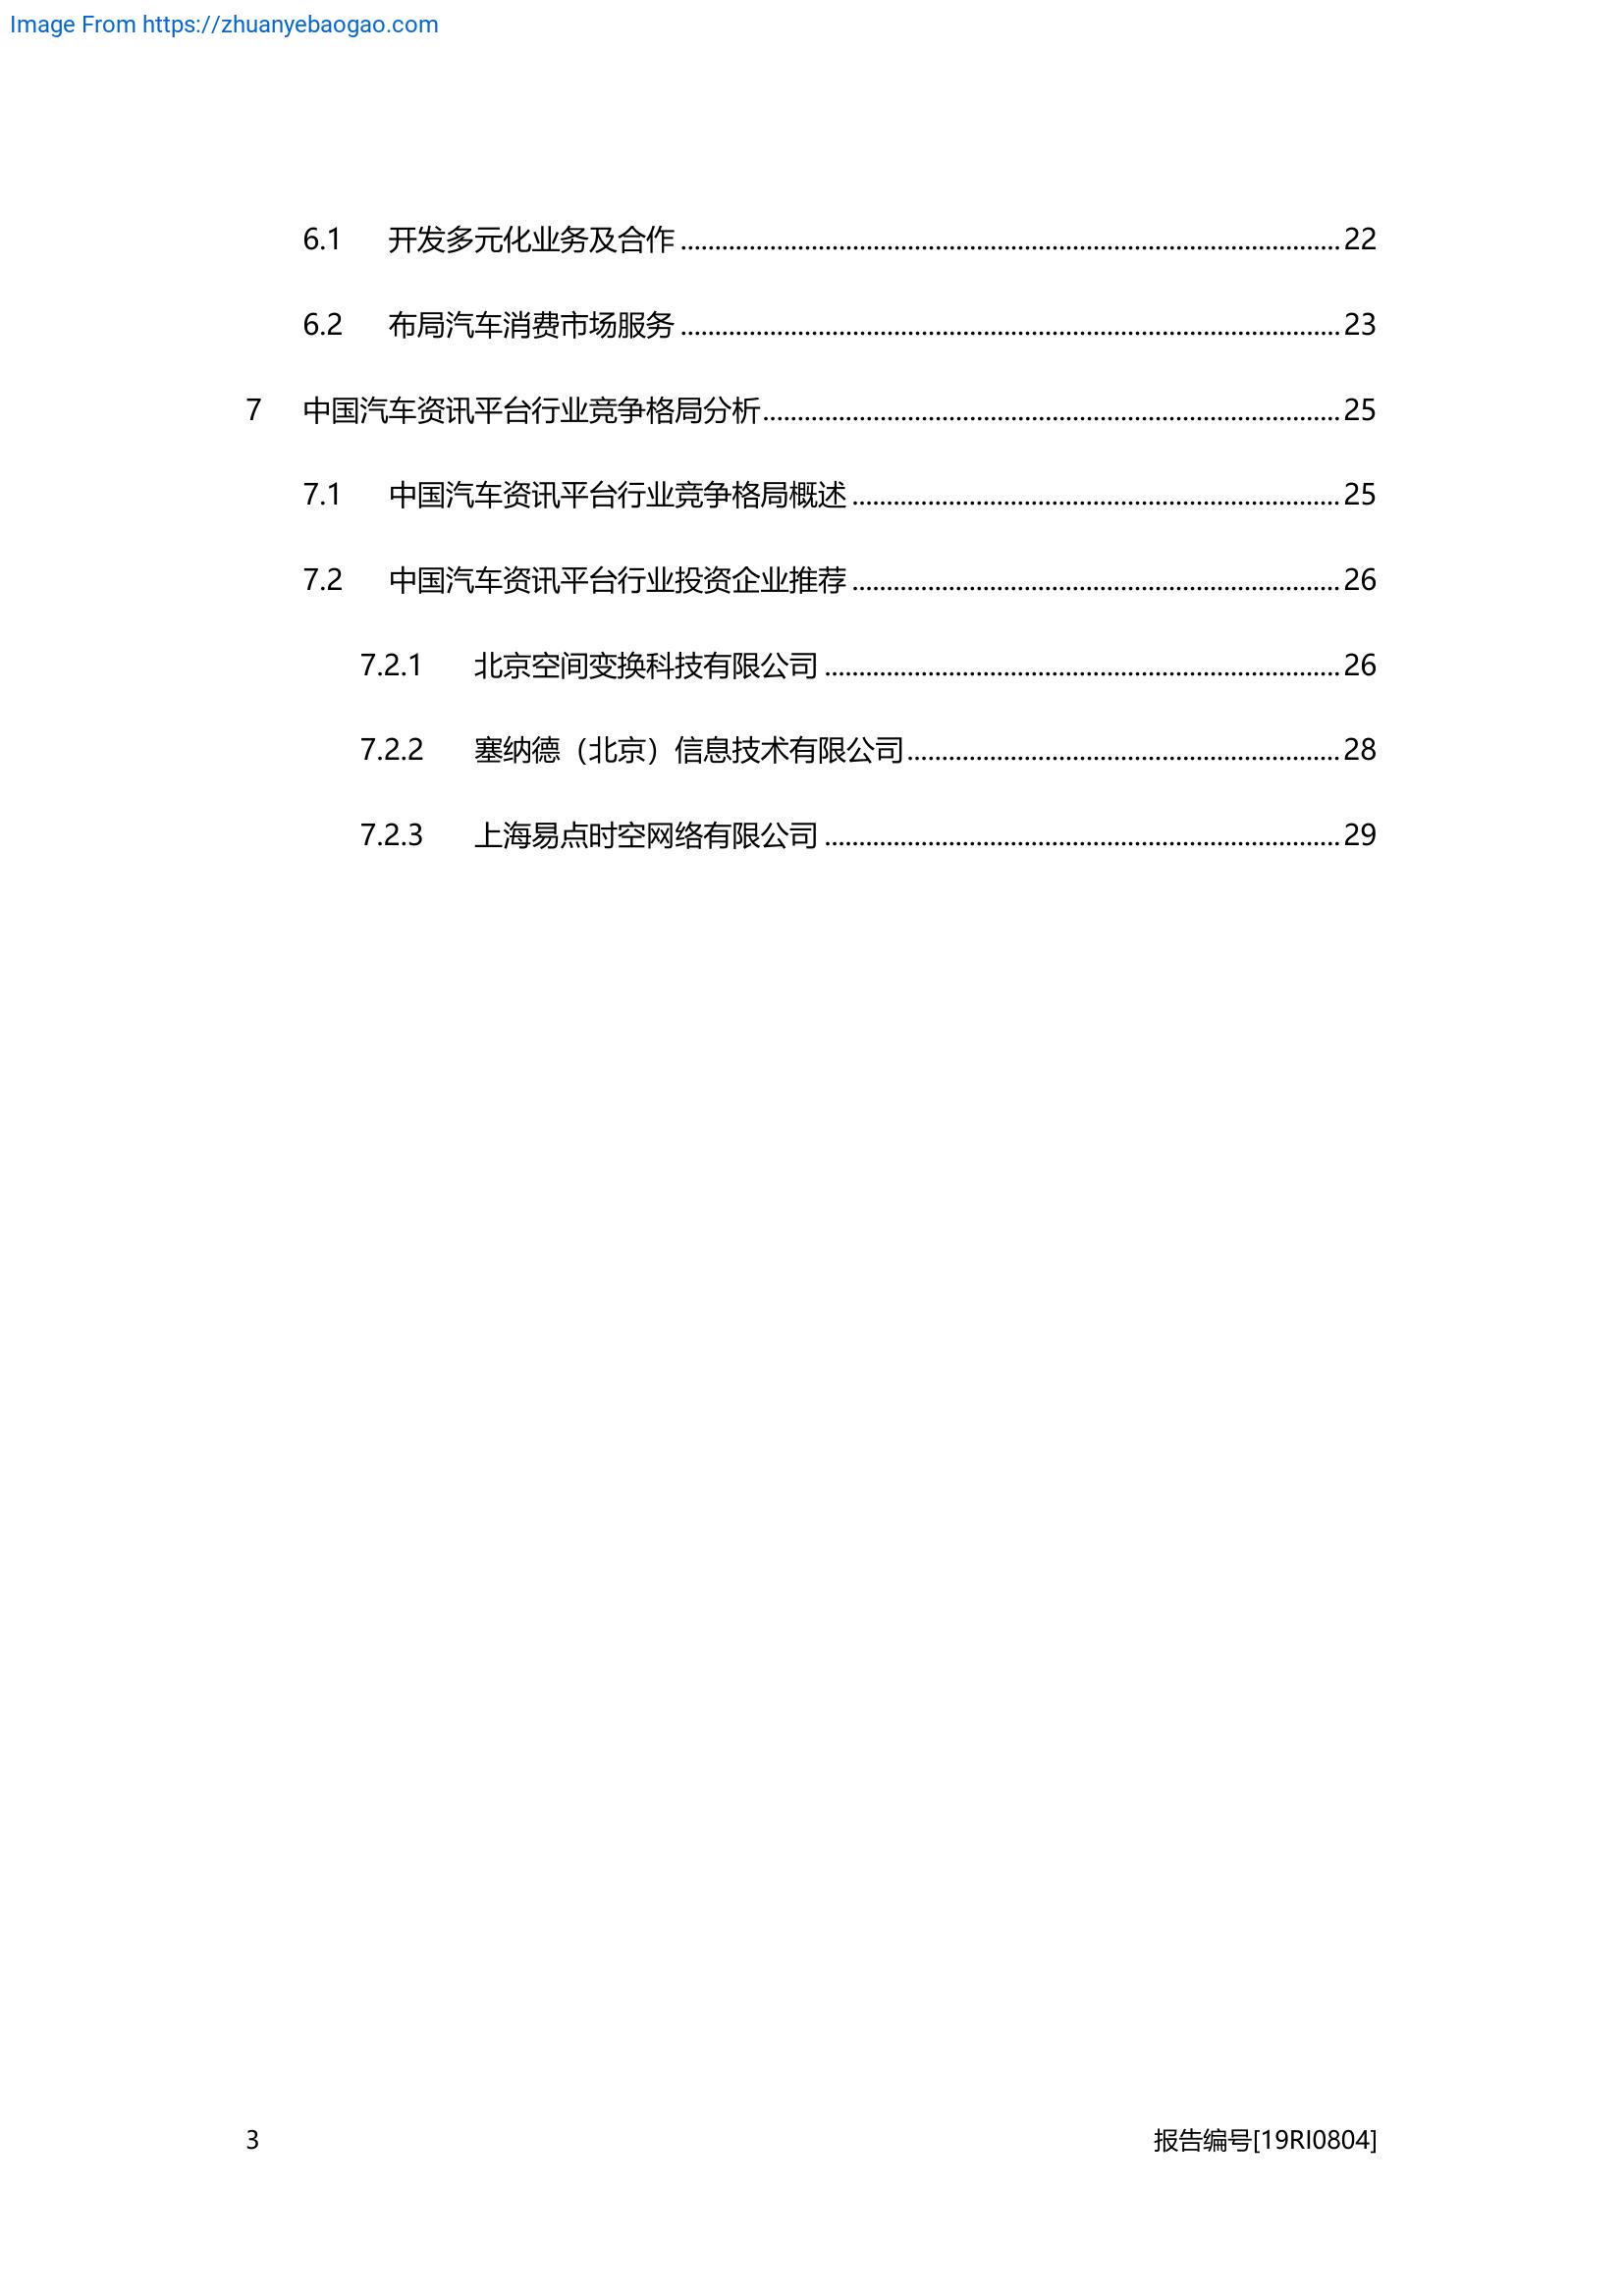 Image From https://zhuanyebaogao.com
6.1 开发多元化业务及合作 ........ 22
6.2 布局汽车消费市场服务 ........ 23
7 中国汽车资讯平台行业竞争格局分析 ........ 25
7.1 中国汽车资讯平台行业竞争格局概述 ........ 25
7.2 中国汽车资讯平台行业投资企业推荐 ........ 26
7.2.1 北京空间变换科技有限公司 ........ 26
7.2.2 塞纳德（北京）信息技术有限公司 ........ 28
7.2.3 上海易点时空网络有限公司 ........ 29
3 报告编号[19RI0804]